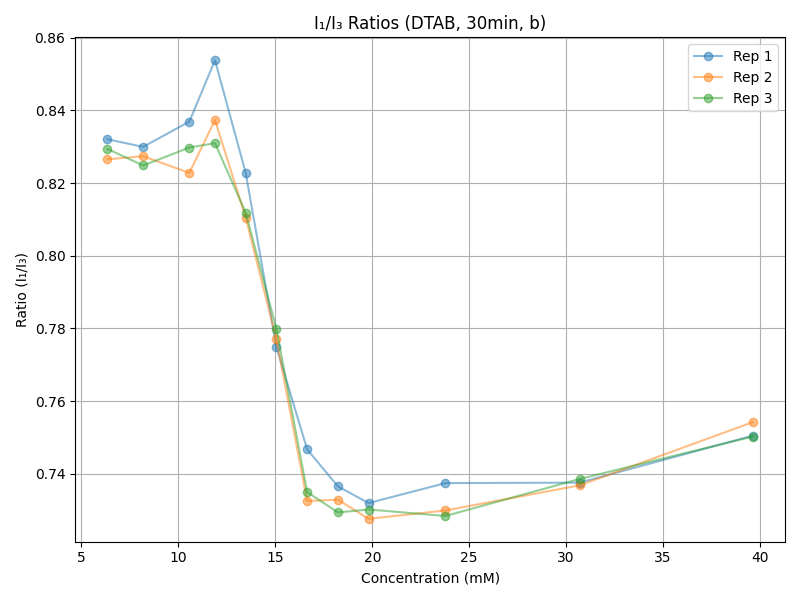 I₁/I₃ Ratios (DTAB, 30min, b)
Rep 1
Rep 2
Rep 3
Ratio (I₁/I₃)
0.86
0.84
0.82
0.80
0.78
0.76
0.74
5 10 15 20 25 30 35 40
Concentration (mM)